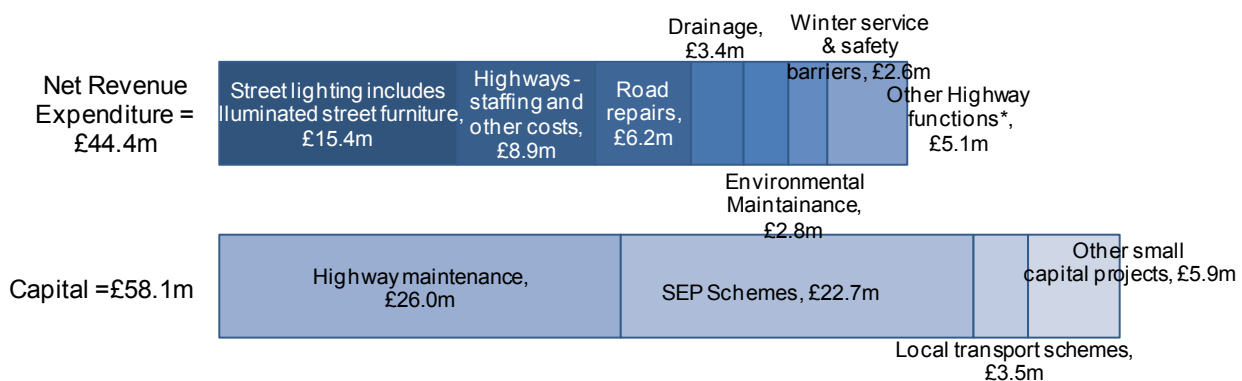 Net Revenue
Expenditure =
£44.4m
Street lighting includes
lluminated street furniture,
£15.4m
Highways -
staffing and
other costs,
£8.9m
Road
repairs,
£6.2m
Drainage,
£3.4m
Environmental
Maintainance,
£2.8m
Winter service
& safety
barriers, £2.6m
Other Highway
functions*,
£5.1m
Capital =£58.1m
Highway maintenance,
£26.0m
SEP Schemes, £22.7m
Local transport schemes,
£3.5m
Other small
capital projects, £5.9m